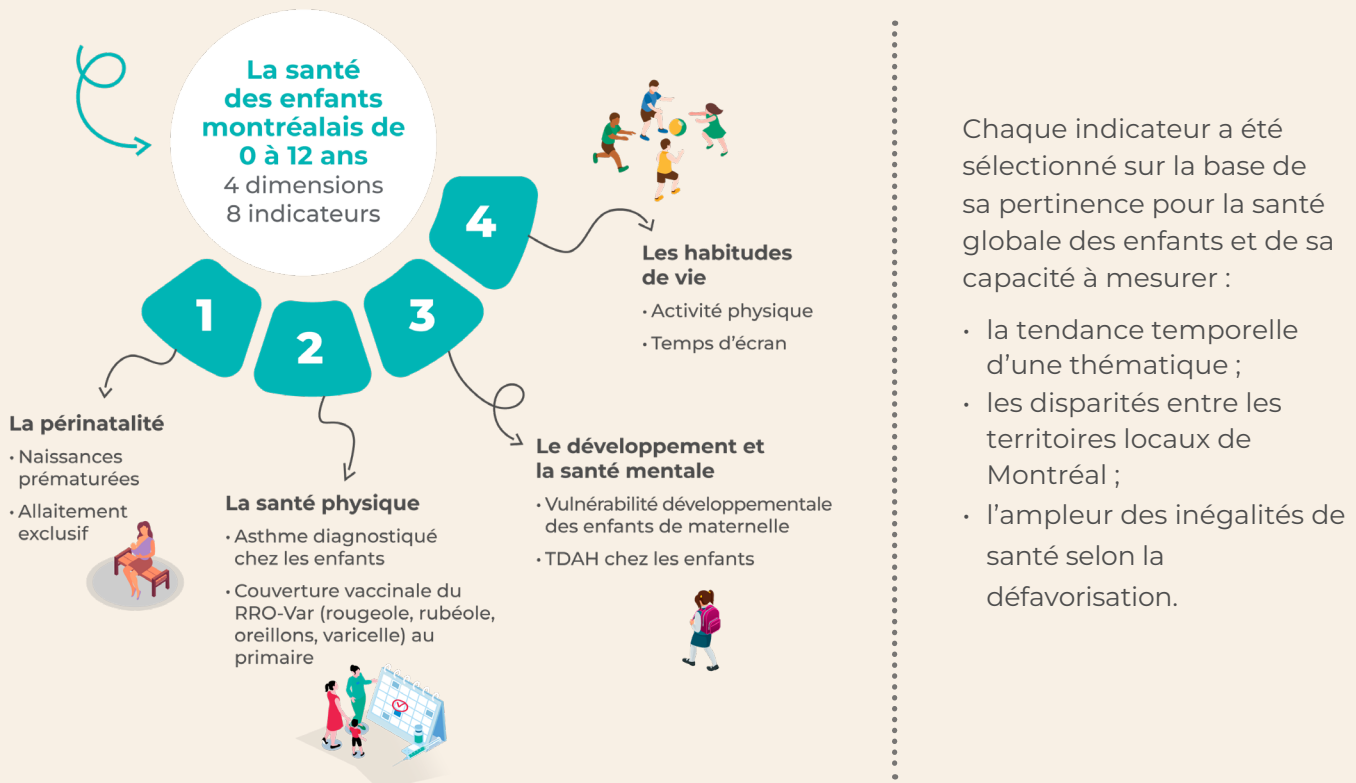 La santé
des enfants
montréalais de
0 à 12 ans
4 dimensions
8 indicateurs
1
2
3
4
La périnatalité
• Naissances
prématurées
• Allaitement
exclusif
La santé physique
• Asthme diagnostiqué
chez les enfants
• Couverture vaccinale du
RRO-Var (rougeole, rubéole,
oreillons, varicelle) au
primaire
Le développement et
la santé mentale
• Vulnérabilité développementale
des enfants de maternelle
• TDAH chez les enfants
Les habitudes
de vie
• Activité physique
• Temps d’écran
Chaque indicateur a été
sélectionné sur la base de
sa pertinence pour la santé
globale des enfants et de sa
capacité à mesurer :
• la tendance temporelle
d’une thématique ;
• les disparités entre les
territoires locaux de
Montréal ;
• l’ampleur des inégalités de
santé selon la
défavorisation.